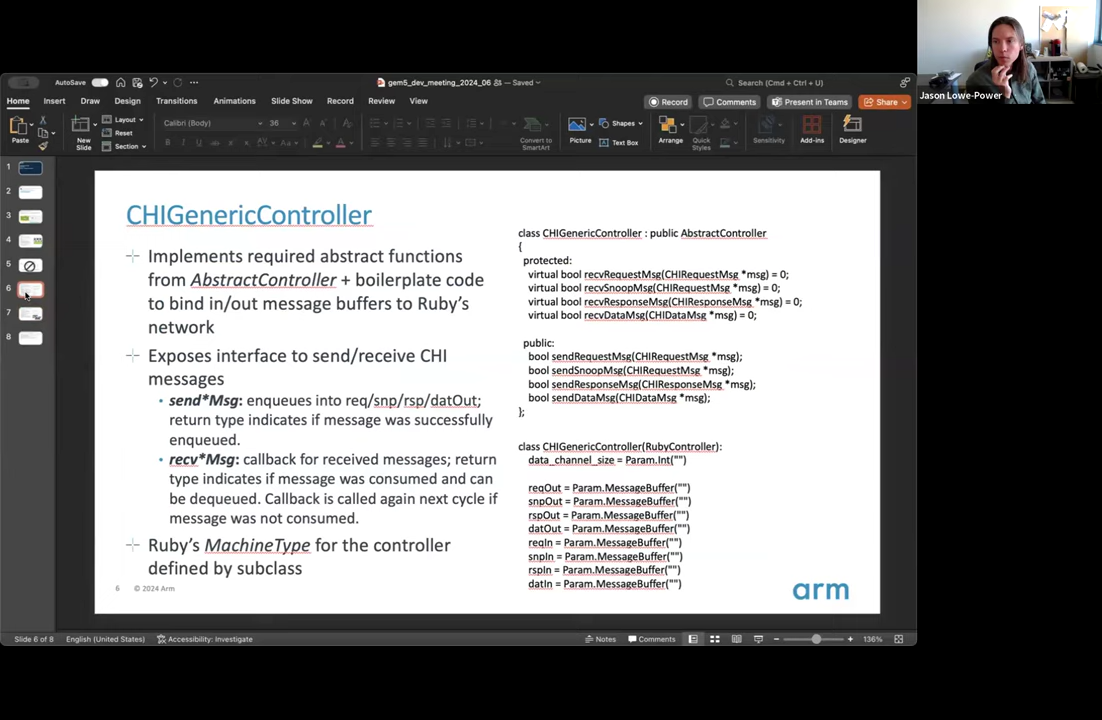 AutoSave
gem5_dev_meeting_2024_06
— Saved
Search (Cmd + Ctrl + U)
Home
Insert
Draw
Design
Transitions
Animations
Slide Show
Record
Review
View
Record
Comments
Present in Teams
Share
Paste
New
Slide
Layout
Reset
Section
Calibri (Body)
36
Convert to
SmartArt
Picture
Shapes
Text Box
Arrange
Quick
Styles
Sensitivity
Add-ins
Designer
Jason Lowe-Power
1
2
3
4
5
6
7
8
CHIGenericController
Implements required abstract functions
from AbstractController + boilerplate code
to bind in/out message buffers to Ruby's
network
Exposes interface to send/receive CHI
messages
• send*Msg: enqueues into req/snp/rsp/datOut;
return type indicates if message was successfully
enqueued.
• recv*Msg: callback for received messages; return
type indicates if message was consumed and can
be dequeued. Callback is called again next cycle if
message was not consumed.
Ruby's MachineType for the controller
defined by subclass
class CHIGenericController : public AbstractController
{
protected:
virtual bool recvRequestMsg(CHIRequestMsg *msg) = 0;
virtual bool recvSnoopMsg(CHIRequestMsg *msg) = 0;
virtual bool recvResponseMsg(CHIResponseMsg *msg) = 0;
virtual bool recvDataMsg(CHIDataMsg *msg) = 0;
public:
bool sendRequestMsg(CHIRequestMsg *msg);
bool sendSnoopMsg(CHIRequestMsg *msg);
bool sendResponseMsg(CHIResponseMsg *msg);
bool sendDataMsg(CHIDataMsg *msg);
};
class CHIGenericController(RubyController):
data_channel_size = Param.Int("")
reqOut = Param.MessageBuffer("")
snpOut = Param.MessageBuffer("")
rspOut = Param.MessageBuffer("")
datOut = Param.MessageBuffer("")
reqIn = Param.MessageBuffer("")
snpIn = Param.MessageBuffer("")
rspIn = Param.MessageBuffer("")
datIn = Param.MessageBuffer("")
6 © 2024 Arm
arm
Slide 6 of 8
English (United States)
Accessibility: Investigate
Notes
Comments
136%